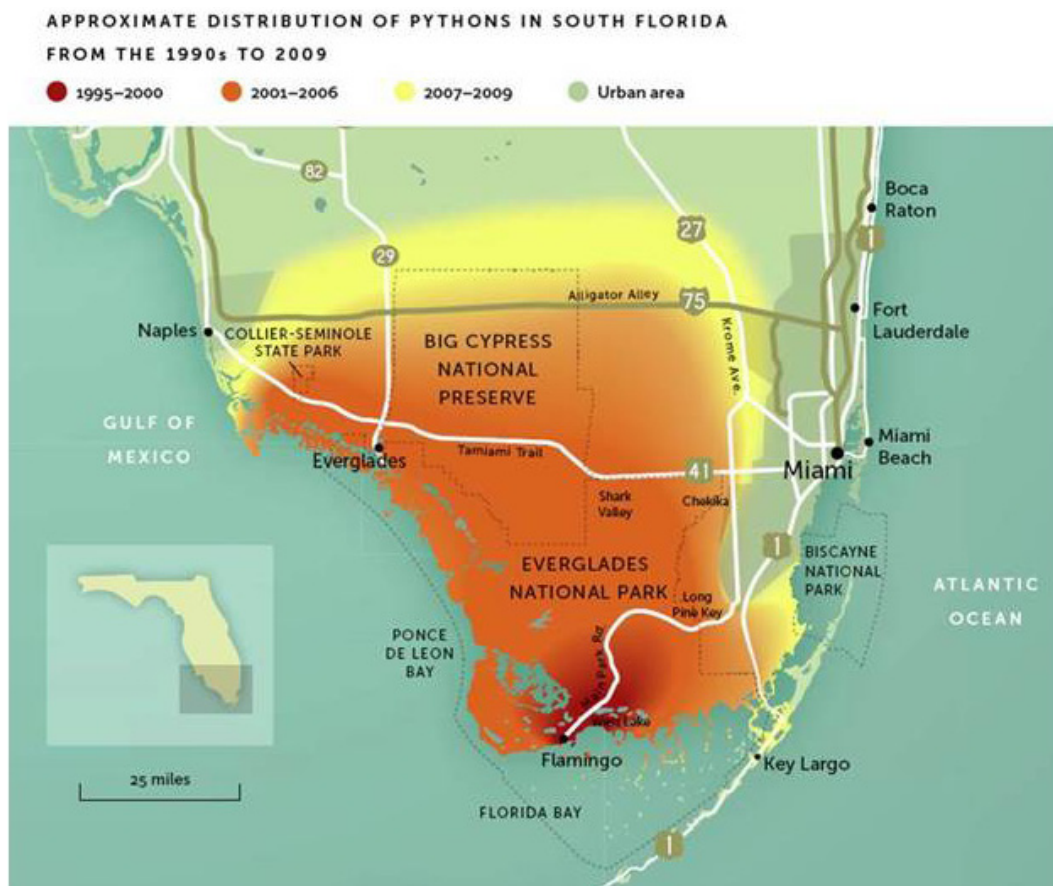 APPROXIMATE DISTRIBUTION OF PYTHONS IN SOUTH FLORIDA
FROM THE 1990s TO 2009
1995–2000
2001–2006
2007–2009
Urban area
82
Boca
Raton
27
1
29
Alligator Alley
75
Fort
Lauderdale
Naples
COLLIER-SEMINOLE
STATE PARK
BIG CYPRESS
NATIONAL
PRESERVE
Krome Ave.
GULF OF
MEXICO
Everglades
Tamiami Trail
41
Miami
Miami
Beach
Shark
Valley
Chekika
1
BISCAYNE
NATIONAL
PARK
EVERGLADES
NATIONAL PARK
Long
Pine Key
ATLANTIC
OCEAN
PONCE
DE LEON
BAY
Main Park Rd
West Lake
Flamingo
Key Largo
25 miles
FLORIDA BAY
1